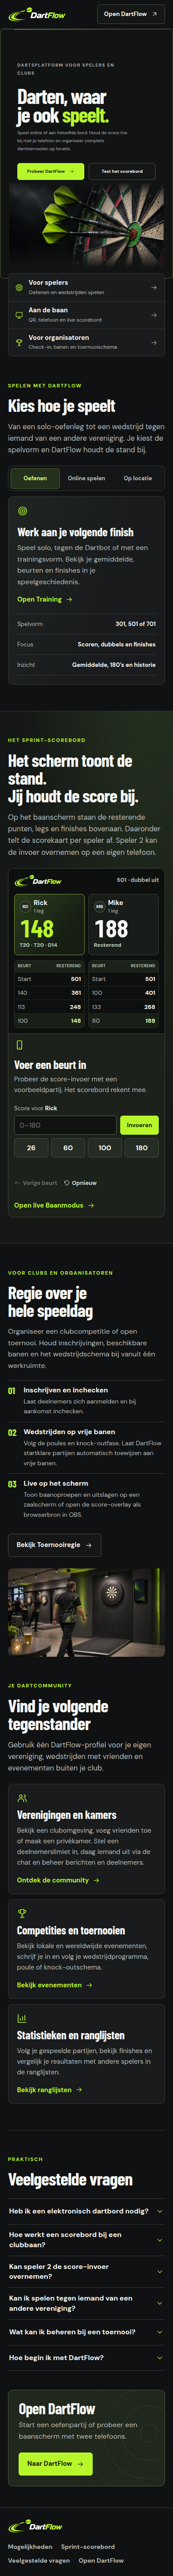 DartFlow
Open DartFlow
DARTSPLATFORM VOOR SPELERS EN
CLUBS
Darten, waar
je ook speelt.
Speel online of aan hetzelfde bord. Houd de score live
bij met je telefoon en organiseer complete
darttoernooien op locatie.
Probeer DartFlow
Test het scorebord
Voor spelers
Oefenen en wedstrijden spelen
Aan de baan
QR, telefoon en live scorebord
Voor organisatoren
Check-in, banen en toernooischema
SPELEN MET DARTFLOW
Kies hoe je speelt
Van een solo-oefenleg tot een wedstrijd tegen
iemand van een andere vereniging. Je kiest de
spelvorm en DartFlow houdt de stand bij.
Oefenen
Online spelen
Op locatie
Werk aan je volgende finish
Speel solo, tegen de Dartbot of met een
trainingsvorm. Bekijk je gemiddelde,
beurten en finishes in je
speelgeschiedenis.
Open Training
Spelvorm 301, 501 of 701
Focus Scoren, dubbels en finishes
Inzicht Gemiddelde, 180's en historie
HET SPRINT-SCOREBORD
Het scherm toont de
stand.
Jij houdt de score bij.
Op het baanscherm staan de resterende
punten, legs en finishes bovenaan. Daaronder
telt de scorekaart per speler af. Speler 2 kan
de invoer overnemen op een eigen telefoon.
DartFlow
501 · dubbel uit
RD Rick
1 leg
148
T20 · T20 · D14
MB Mike
1 leg
188
Resterend
BEURT RESTEREND
Start 501
140 361
113 248
100 148
BEURT RESTEREND
Start 501
100 401
133 268
80 188
Voer een beurt in
Probeer de score-invoer met een
voorbeeldpartij. Het scorebord rekent mee.
Score voor Rick
0–180
Invoeren
26
60
100
180
Vorige beurt
Opnieuw
Open live Baanmodus
VOOR CLUBS EN ORGANISATOREN
Regie over je
hele speeldag
Organiseer een clubcompetitie of open
toernooi. Houd inschrijvingen, beschikbare
banen en het wedstrijdschema bij vanuit één
werkruimte.
01 Inschrijven en inchecken
Laat deelnemers zich aanmelden en bij
aankomst inchecken.
02 Wedstrijden op vrije banen
Volg de poules en knock-outfase. Laat DartFlow
startklare partijen automatisch toewijzen aan
vrije banen.
03 Live op het scherm
Toon baanoproepen en uitslagen op een
zaalscherm of open de score-overlay als
browserbron in OBS.
Bekijk Toernooiregie
JE DARTCOMMUNITY
Vind je volgende
tegenstander
Gebruik één DartFlow-profiel voor je eigen
vereniging, wedstrijden met vrienden en
evenementen buiten je club.
Verenigingen en kamers
Bekijk een clubomgeving, voeg vrienden toe
of maak een privékamer. Stel een
deelnemerslimiet in, daag iemand uit via de
chat en beheer berichten en deelnemers.
Ontdek de community
Competities en toernooien
Bekijk lokale en wereldwijde evenementen,
schrijf je in en volg je wedstrijdprogramma,
poule of knock-outschema.
Bekijk evenementen
Statistieken en ranglijsten
Volg je gespeelde partijen, bekijk finishes en
vergelijk je resultaten met andere spelers in
de ranglijsten.
Bekijk ranglijsten
PRAKTISCH
Veelgestelde vragen
Heb ik een elektronisch dartbord nodig?
Hoe werkt een scorebord bij een
clubbaan?
Kan speler 2 de score-invoer
overnemen?
Kan ik spelen tegen iemand van een
andere vereniging?
Wat kan ik beheren bij een toernooi?
Hoe begin ik met DartFlow?
Open DartFlow
Start een oefenpartij of probeer een
baanscherm met twee telefoons.
Naar DartFlow
DartFlow
Mogelijkheden Sprint-scorebord
Veelgestelde vragen Open DartFlow